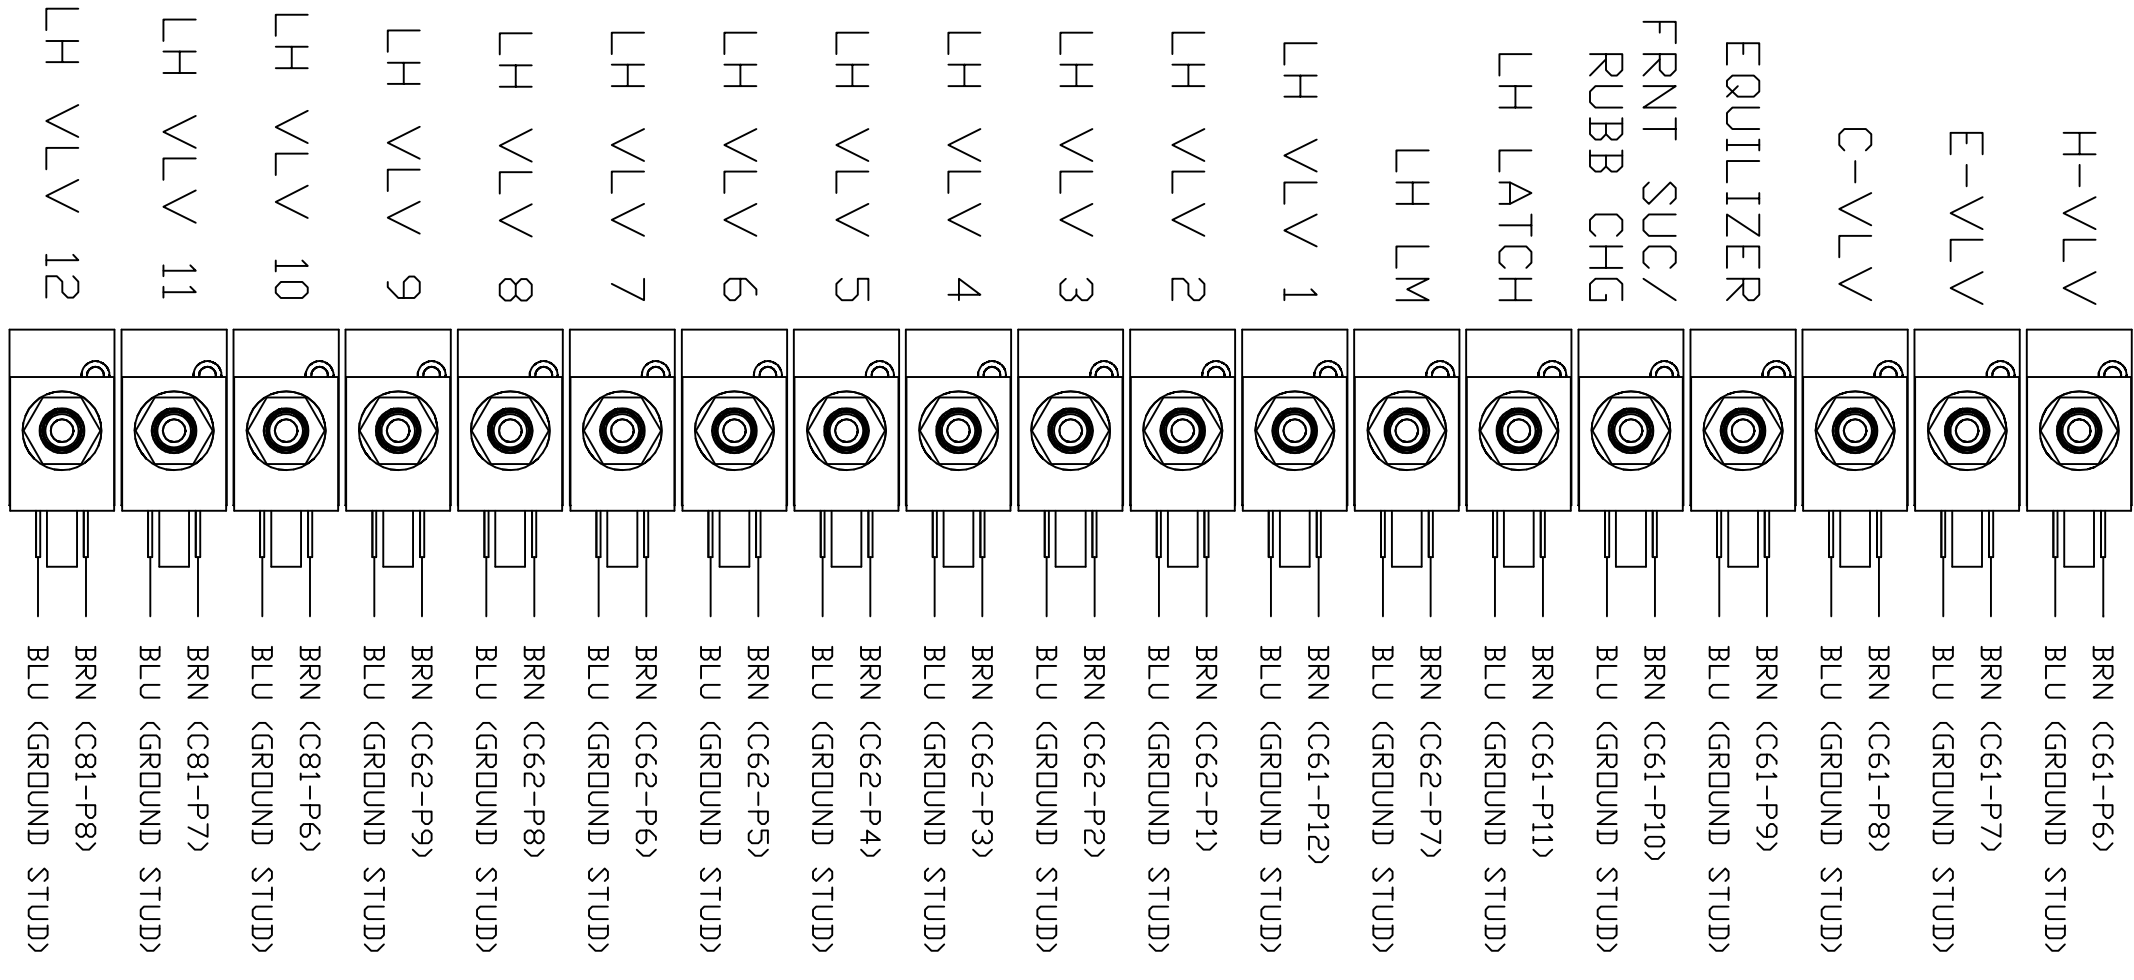 H-VLV
BRN (C61-P6)
BLU (GROUND STUD)
E-VLV
BRN (C61-P7)
BLU (GROUND STUD)
C-VLV
BRN (C61-P8)
BLU (GROUND STUD)
EQUILIZER
BRN (C61-P9)
BLU (GROUND STUD)
FRNT SUC/
RUBB CHG
BRN (C61-P10)
BLU (GROUND STUD)
LH LATCH
BRN (C61-P11)
BLU (GROUND STUD)
LH LM
BRN (C62-P7)
BLU (GROUND STUD)
LH VLV 1
BRN (C61-P12)
BLU (GROUND STUD)
LH VLV 2
BRN (C62-P1)
BLU (GROUND STUD)
LH VLV 3
BRN (C62-P2)
BLU (GROUND STUD)
LH VLV 4
BRN (C62-P3)
BLU (GROUND STUD)
LH VLV 5
BRN (C62-P4)
BLU (GROUND STUD)
LH VLV 6
BRN (C62-P5)
BLU (GROUND STUD)
LH VLV 7
BRN (C62-P6)
BLU (GROUND STUD)
LH VLV 8
BRN (C62-P8)
BLU (GROUND STUD)
LH VLV 9
BRN (C62-P9)
BLU (GROUND STUD)
LH VLV 10
BRN (C81-P6)
BLU (GROUND STUD)
LH VLV 11
BRN (C81-P7)
BLU (GROUND STUD)
LH VLV 12
BRN (C81-P8)
BLU (GROUND STUD)